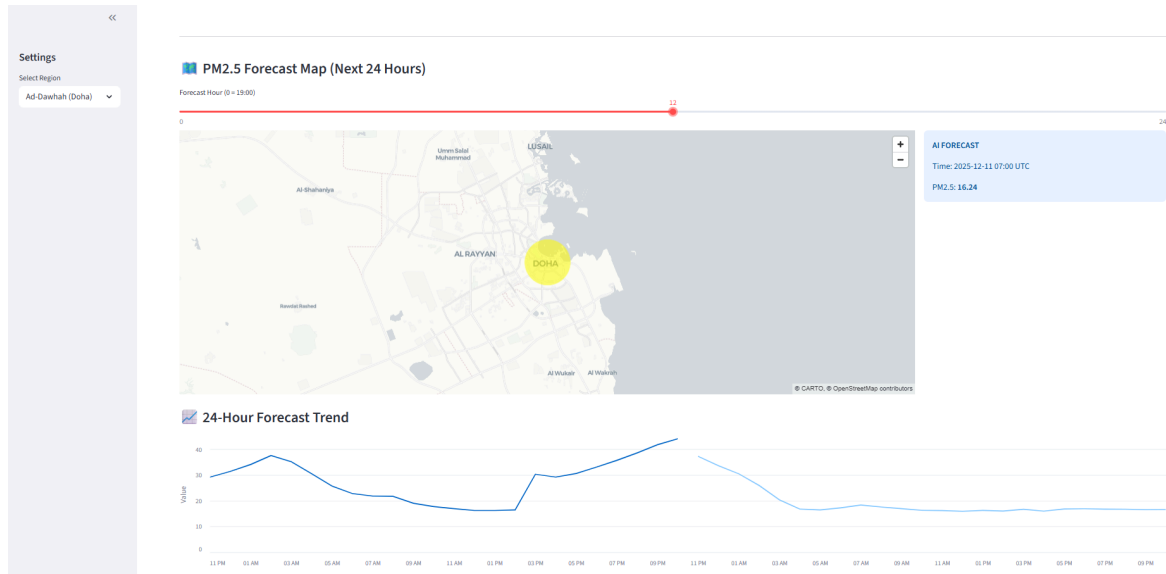 «
Settings
Select Region
Ad-Dawhah (Doha)
PM2.5 Forecast Map (Next 24 Hours)
Forecast Hour (0 = 19:00)
12
0 24
LUSAIL
Umm Salal
Muhammad
Al-Shahaniya
AL RAYYAN
DOHA
Rawdat Rashed
Al Wukair Al Wakrah
+
−
© CARTO, © OpenStreetMap contributors
AI FORECAST
Time: 2025-12-11 07:00 UTC
PM2.5: 16.24
24-Hour Forecast Trend
Value
40
30
20
10
0
11 PM 01 AM 03 AM 05 AM 07 AM 09 AM 11 AM 01 PM 03 PM 05 PM 07 PM 09 PM 11 PM 01 AM 03 AM 05 AM 07 AM 09 AM 11 AM 01 PM 03 PM 05 PM 07 PM 09 PM